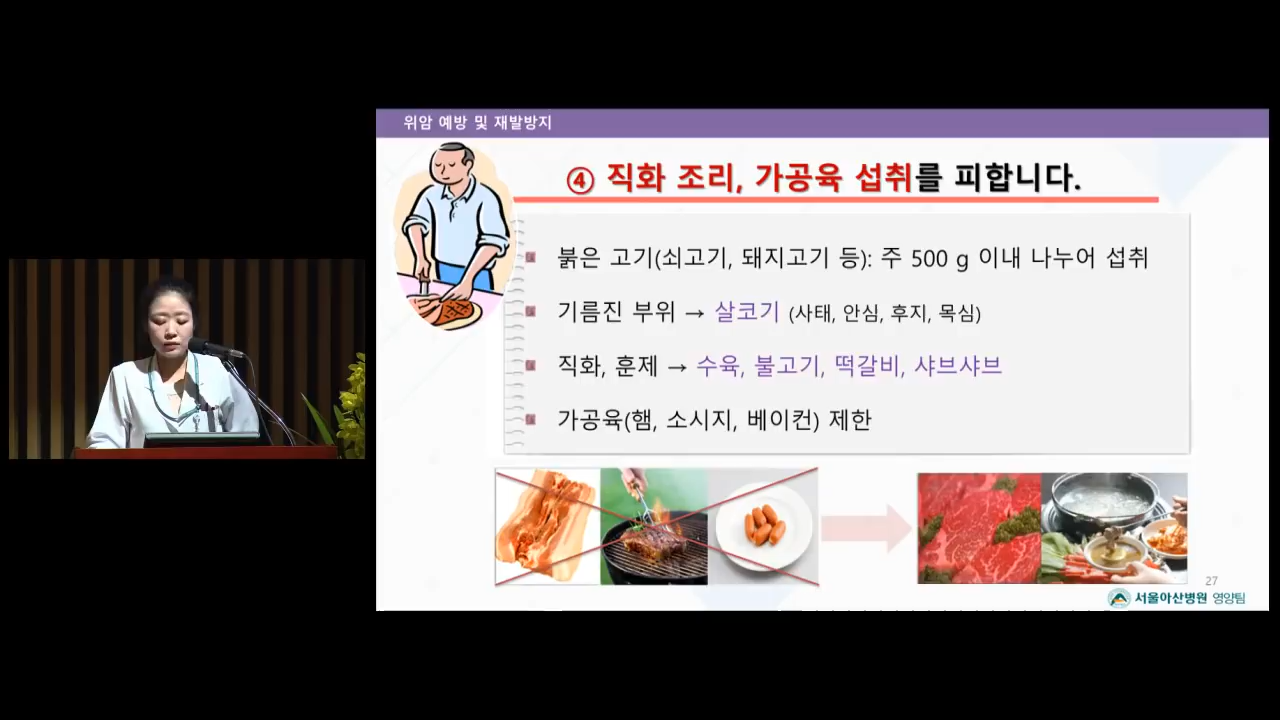 위암 예방 및 재발방지
④ 직화 조리, 가공육 섭취를 피합니다.
붉은 고기(쇠고기, 돼지고기 등): 주 500 g 이내 나누어 섭취
기름진 부위 → 살코기 (사태, 안심, 후지, 목심)
직화, 훈제 → 수육, 불고기, 떡갈비, 샤브샤브
가공육(햄, 소시지, 베이컨) 제한
27
서울아산병원 영양팀